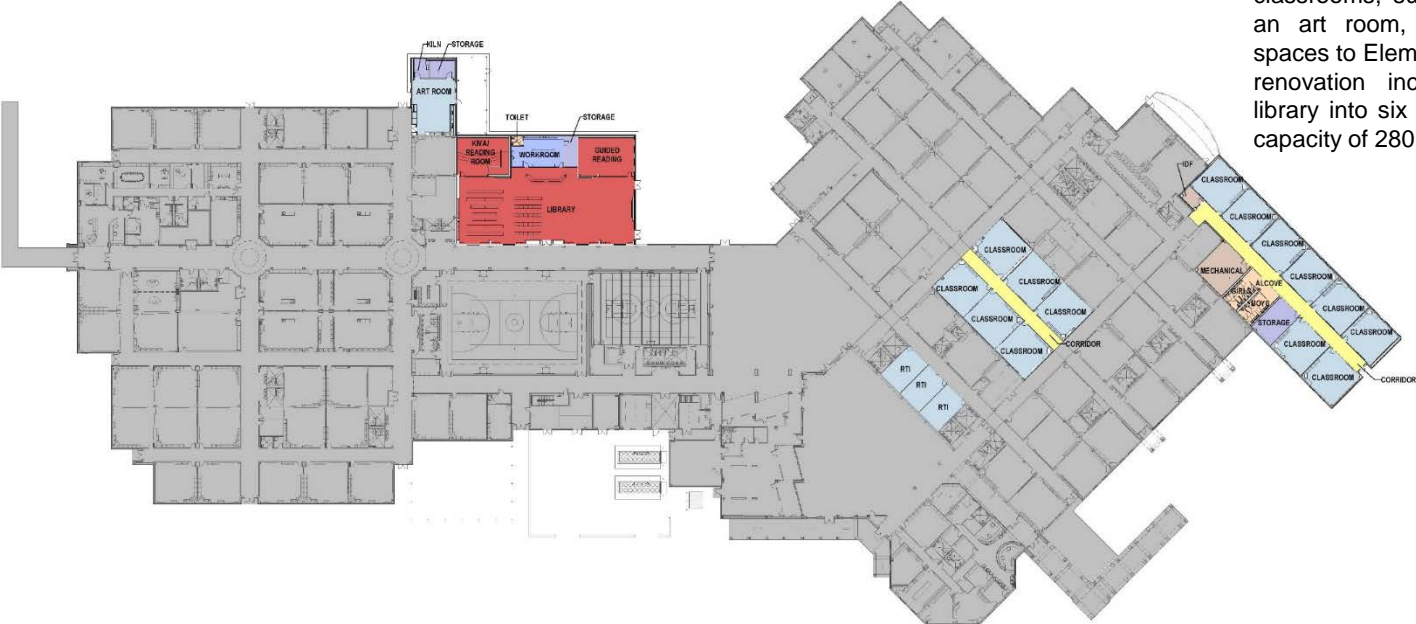 classrooms, su
an art room,
spaces to Elem
renovation inc
library into six
capacity of 280
KILN
STORAGE
ART ROOM
TOILET
STORAGE
KIVA/
READING
ROOM
WORKROOM
GUIDED
READING
LIBRARY
CLASSROOM
CLASSROOM
CLASSROOM
CLASSROOM
CLASSROOM
CLASSROOM
CORRIDOR
RTI
RTI
RTI
IDF
CLASSROOM
CLASSROOM
CLASSROOM
CLASSROOM
CLASSROOM
CLASSROOM
MECHANICAL
ALCOVE
GIRLS
BOYS
STORAGE
CLASSROOM
CLASSROOM
CORRIDOR